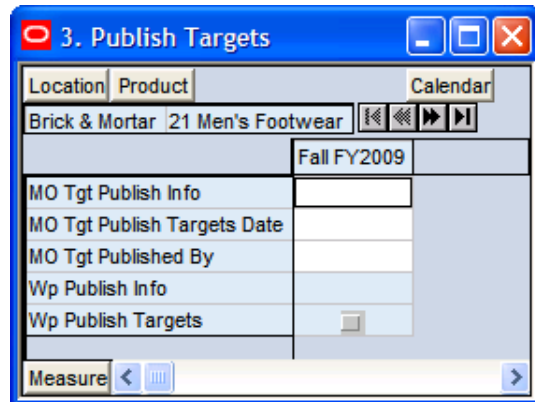 3. Publish Targets
Location Product Calendar
Brick & Mortar 21 Men's Footwear
Fall FY2009
MO Tgt Publish Info
MO Tgt Publish Targets Date
MO Tgt Published By
Wp Publish Info
Wp Publish Targets
Measure